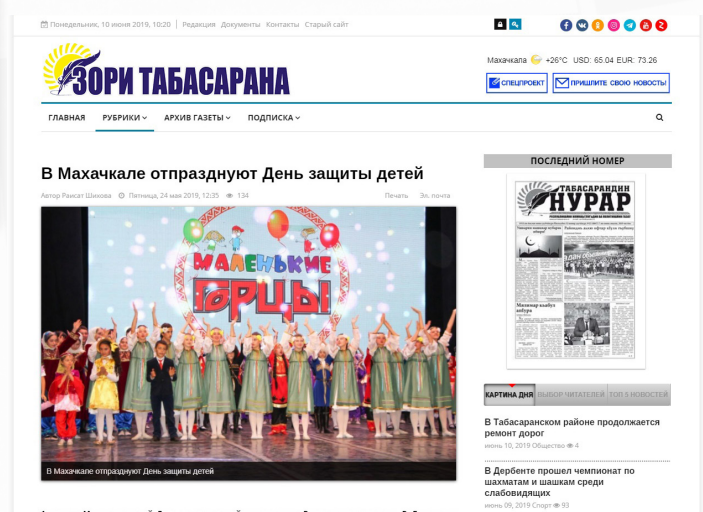 Понедельник, 10 июня 2019, 10:20 Редакция Документы Контакты Старый сайт
ЗОРИ ТАБАСАРАНА
Махачкала +26°C USD: 65.04 EUR: 73.26
СПЕЦПРОЕКТ ПРИШЛИТЕ СВОЮ НОВОСТЬ!
ГЛАВНАЯ РУБРИКИ АРХИВ ГАЗЕТЫ ПОДПИСКА
В Махачкале отпразднуют День защиты детей
Автор Раисат Шихова Пятница, 24 мая 2019, 12:35 134 Печать Эл. почта
МАЛЕНЬКИЕ
ГОРЦЫ
В Махачкале отпразднуют День защиты детей
ПОСЛЕДНИЙ НОМЕР
ТАБАСАРАНДИН
НУРАР
КАРТИНА ДНЯ ВЫБОР ЧИТАТЕЛЕЙ ТОП 5 НОВОСТЕЙ
В Табасаранском районе продолжается
ремонт дорог
июнь 10, 2019 Общество 4
В Дербенте прошел чемпионат по
шахматам и шашкам среди
слабовидящих
июнь 09, 2019 Спорт 93